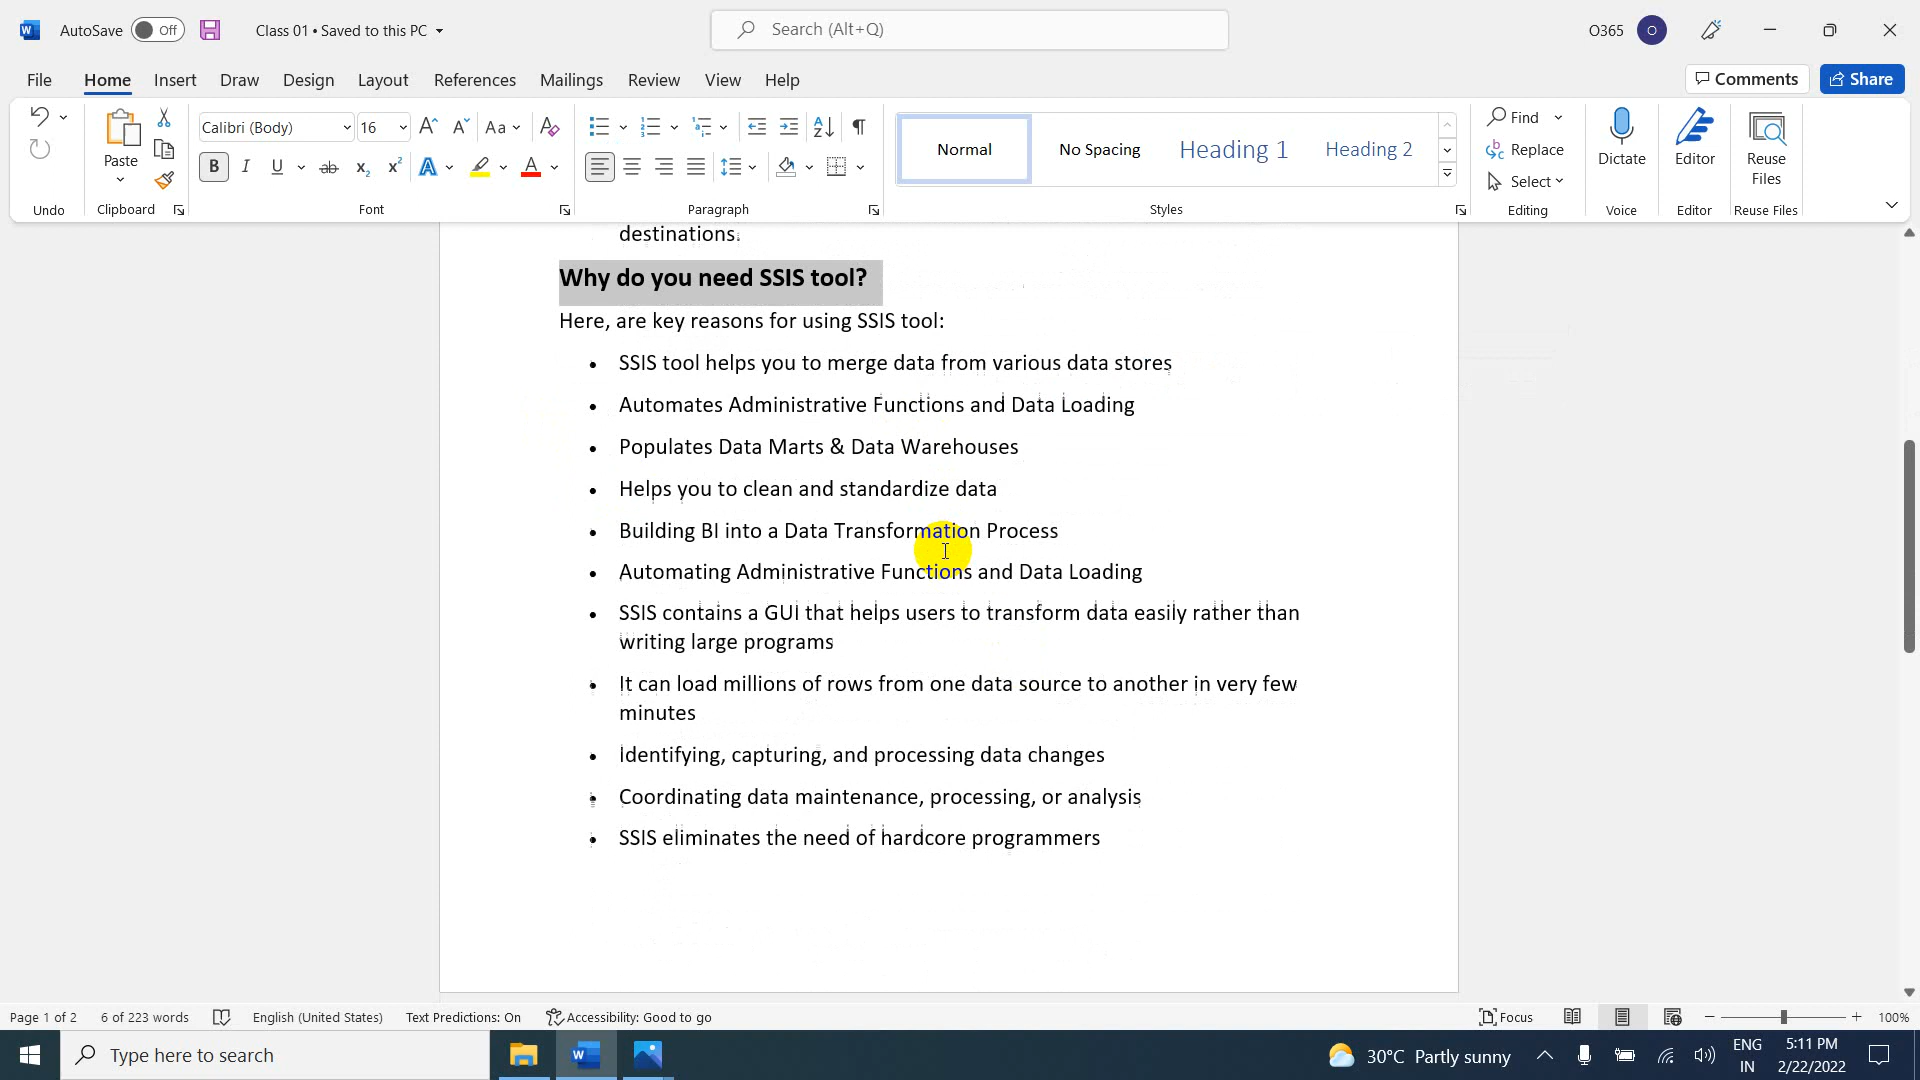 AutoSave Off Class 01 • Saved to this PC Search (Alt+Q) O365 O
File Home Insert Draw Design Layout References Mailings Review View Help Comments Share
Paste
Calibri (Body) 16 Aa
B I U ab x₂ x² A A
Normal No Spacing Heading 1 Heading 2
Find
Replace
Select
Dictate
Editor
Reuse
Files
Undo Clipboard Font Paragraph Styles Editing Voice Editor Reuse Files
destinations.
Why do you need SSIS tool?
Here, are key reasons for using SSIS tool:
• SSIS tool helps you to merge data from various data stores
• Automates Administrative Functions and Data Loading
• Populates Data Marts & Data Warehouses
• Helps you to clean and standardize data
• Building BI into a Data Transformation Process
• Automating Administrative Functions and Data Loading
• SSIS contains a GUI that helps users to transform data easily rather than
writing large programs
• It can load millions of rows from one data source to another in very few
minutes
• Identifying, capturing, and processing data changes
• Coordinating data maintenance, processing, or analysis
• SSIS eliminates the need of hardcore programmers
Page 1 of 2 6 of 223 words English (United States) Text Predictions: On Accessibility: Good to go Focus 100%
Type here to search 30°C Partly sunny ENG
IN 5:11 PM
2/22/2022